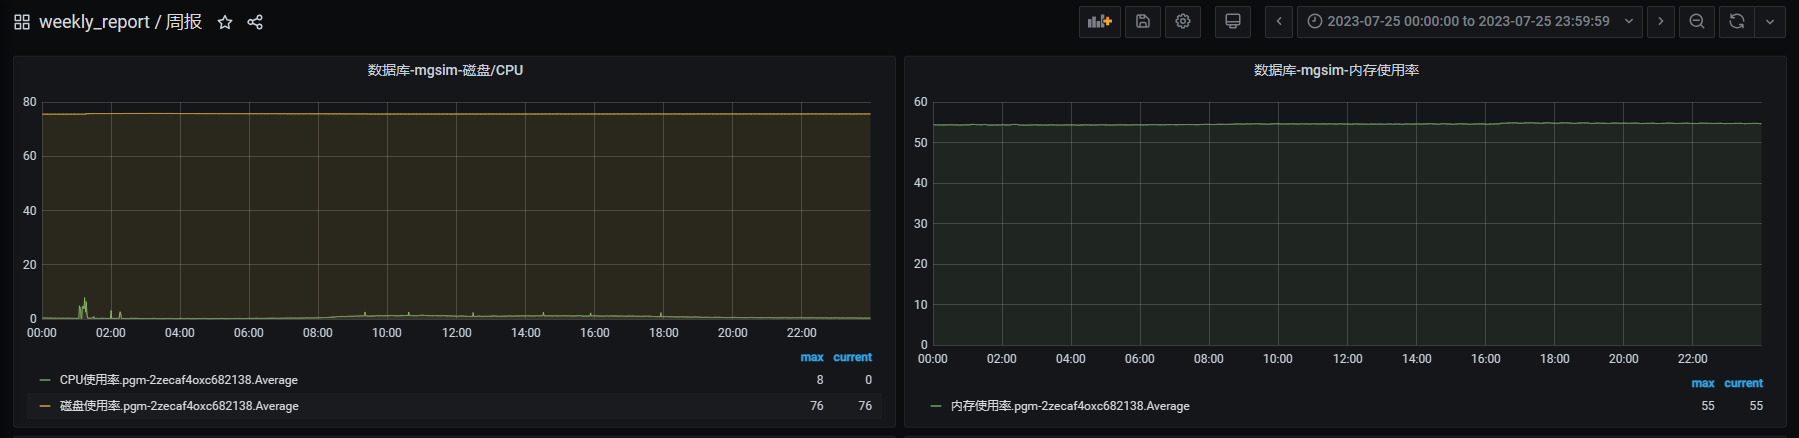 weekly_report / 周报
2023-07-25 00:00:00 to 2023-07-25 23:59:59
数据库-mgsim-磁盘/CPU
80
60
40
20
0
00:00 02:00 04:00 06:00 08:00 10:00 12:00 14:00 16:00 18:00 20:00 22:00
max current
CPU使用率.pgm-2zecaf4oxc682138.Average 8 0
磁盘使用率.pgm-2zecaf4oxc682138.Average 76 76
数据库-mgsim-内存使用率
60
50
40
30
20
10
0
00:00 02:00 04:00 06:00 08:00 10:00 12:00 14:00 16:00 18:00 20:00 22:00
max current
内存使用率.pgm-2zecaf4oxc682138.Average 55 55